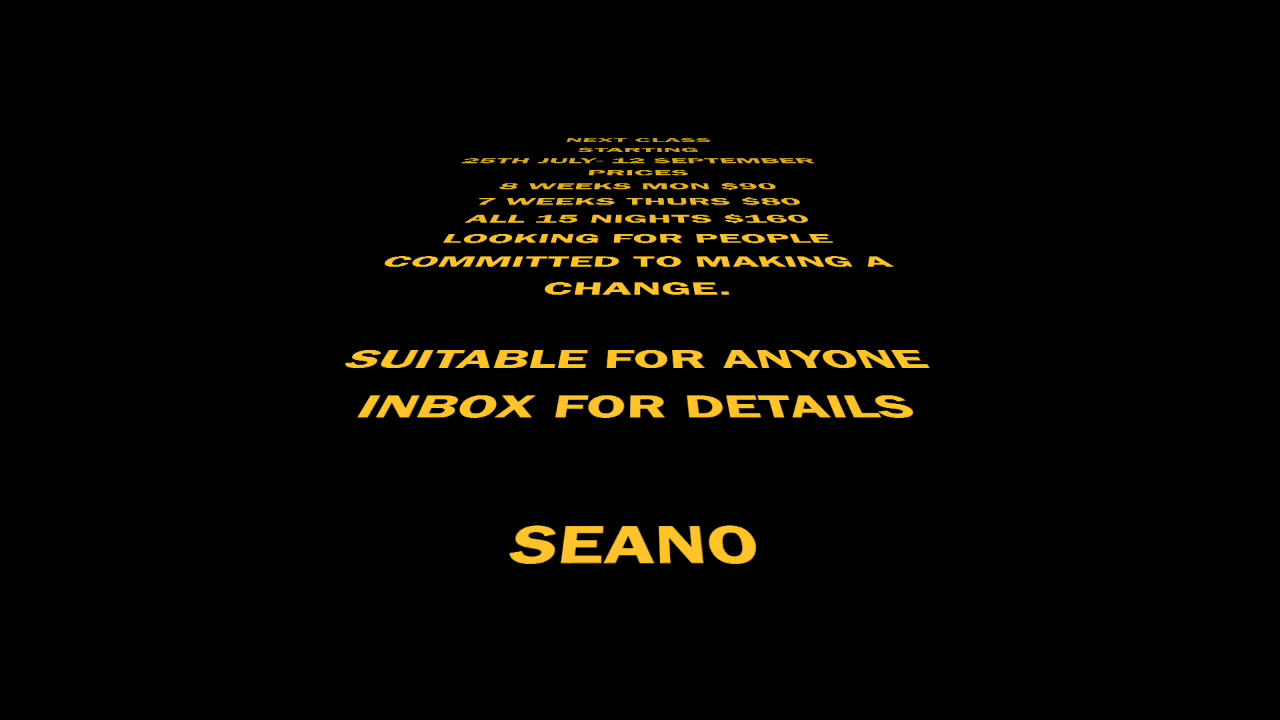 NEXT CLASS
STARTING
25TH JULY- 12 SEPTEMBER
PRICES
8 WEEKS MON $90
7 WEEKS THURS $80
ALL 15 NIGHTS $160
LOOKING FOR PEOPLE
COMMITTED TO MAKING A
CHANGE.
SUITABLE FOR ANYONE
INBOX FOR DETAILS
SEANO